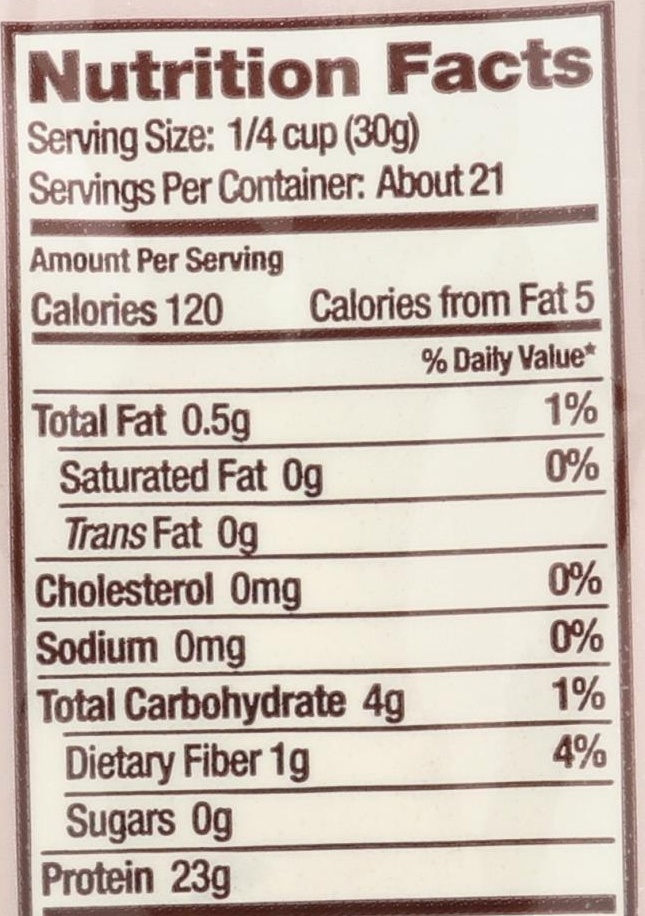 Nutrition Facts
Serving Size: 1/4 cup (30g)
Servings Per Container: About 21
Amount Per Serving
Calories 120 Calories from Fat 5
% Daily Value*
Total Fat 0.5g 1%
Saturated Fat 0g 0%
Trans Fat 0g
Cholesterol 0mg 0%
Sodium 0mg 0%
Total Carbohydrate 4g 1%
Dietary Fiber 1g 4%
Sugars 0g
Protein 23g